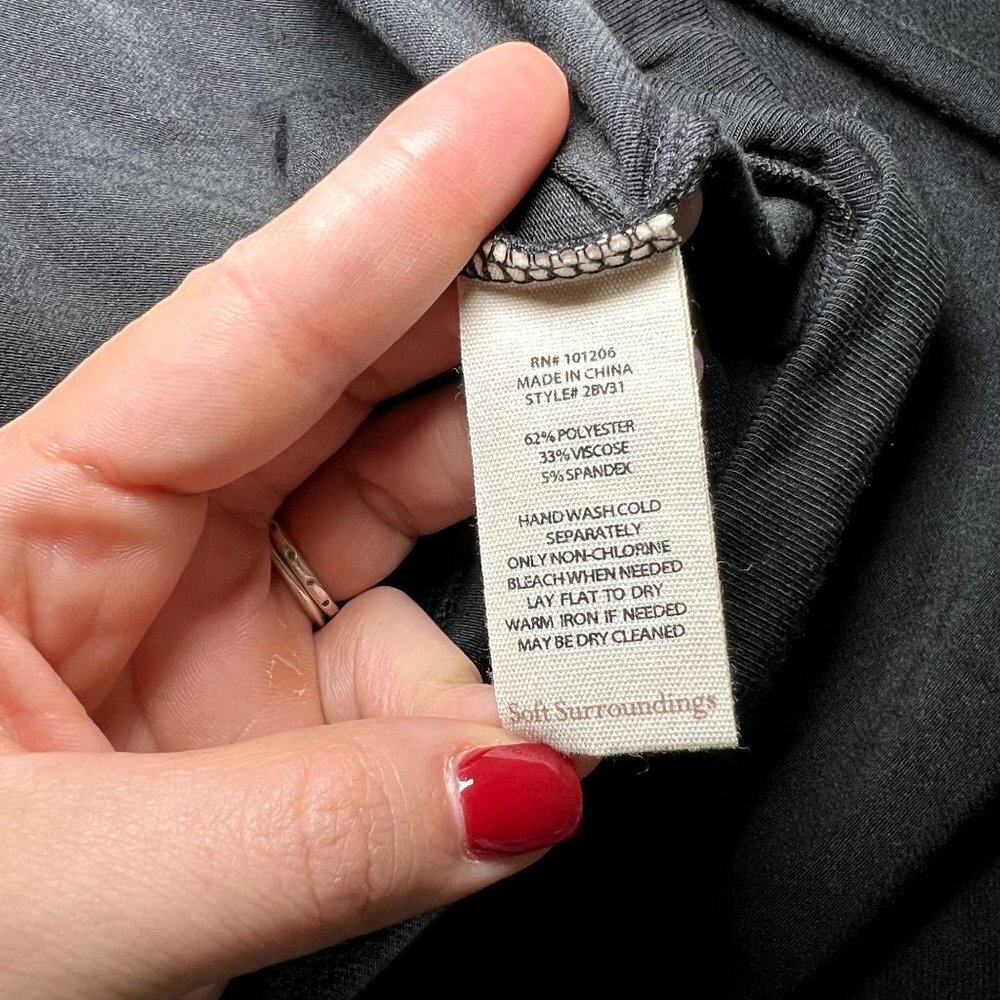 RN# 101206
MADE IN CHINA
STYLE# 2BV31
62% POLYESTER
33% VISCOSE
5% SPANDEX
HAND WASH COLD
SEPARATELY
ONLY NON-CHLORINE
BLEACH WHEN NEEDED
LAY FLAT TO DRY
WARM IRON IF NEEDED
MAY BE DRY CLEANED
Soft Surroundings